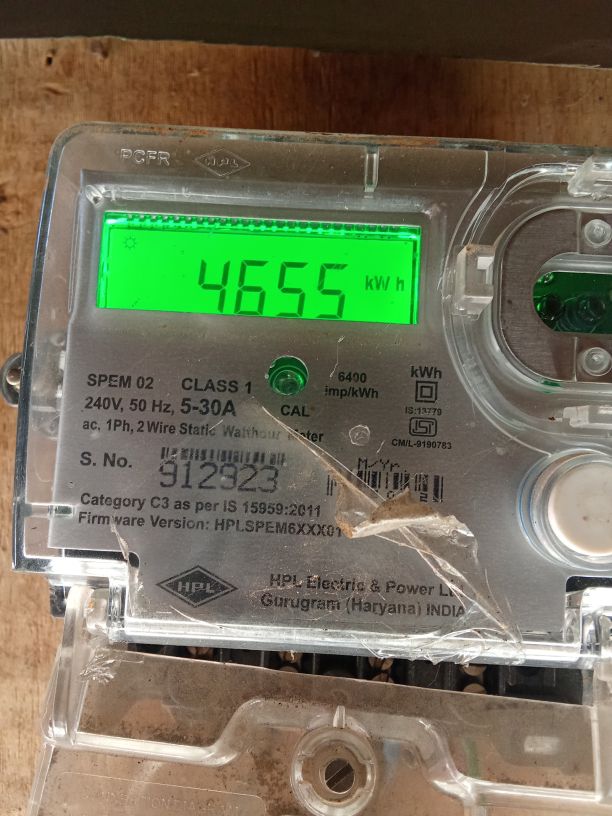 PCFR HPL
4655 kWh
SPEM 02 CLASS 1 6400 imp/kWh kWh
240V, 50 Hz, 5-30A CAL IS:13779
ac, 1Ph, 2 Wire Static Watthour Meter CM/L-9190783
S. No. 912923 M/Yr
Category C3 as per IS 15959:2011
Firmware Version: HPLSPEM6XXX01
HPL HPL Electric & Power
Gurugram (Haryana) INDIA